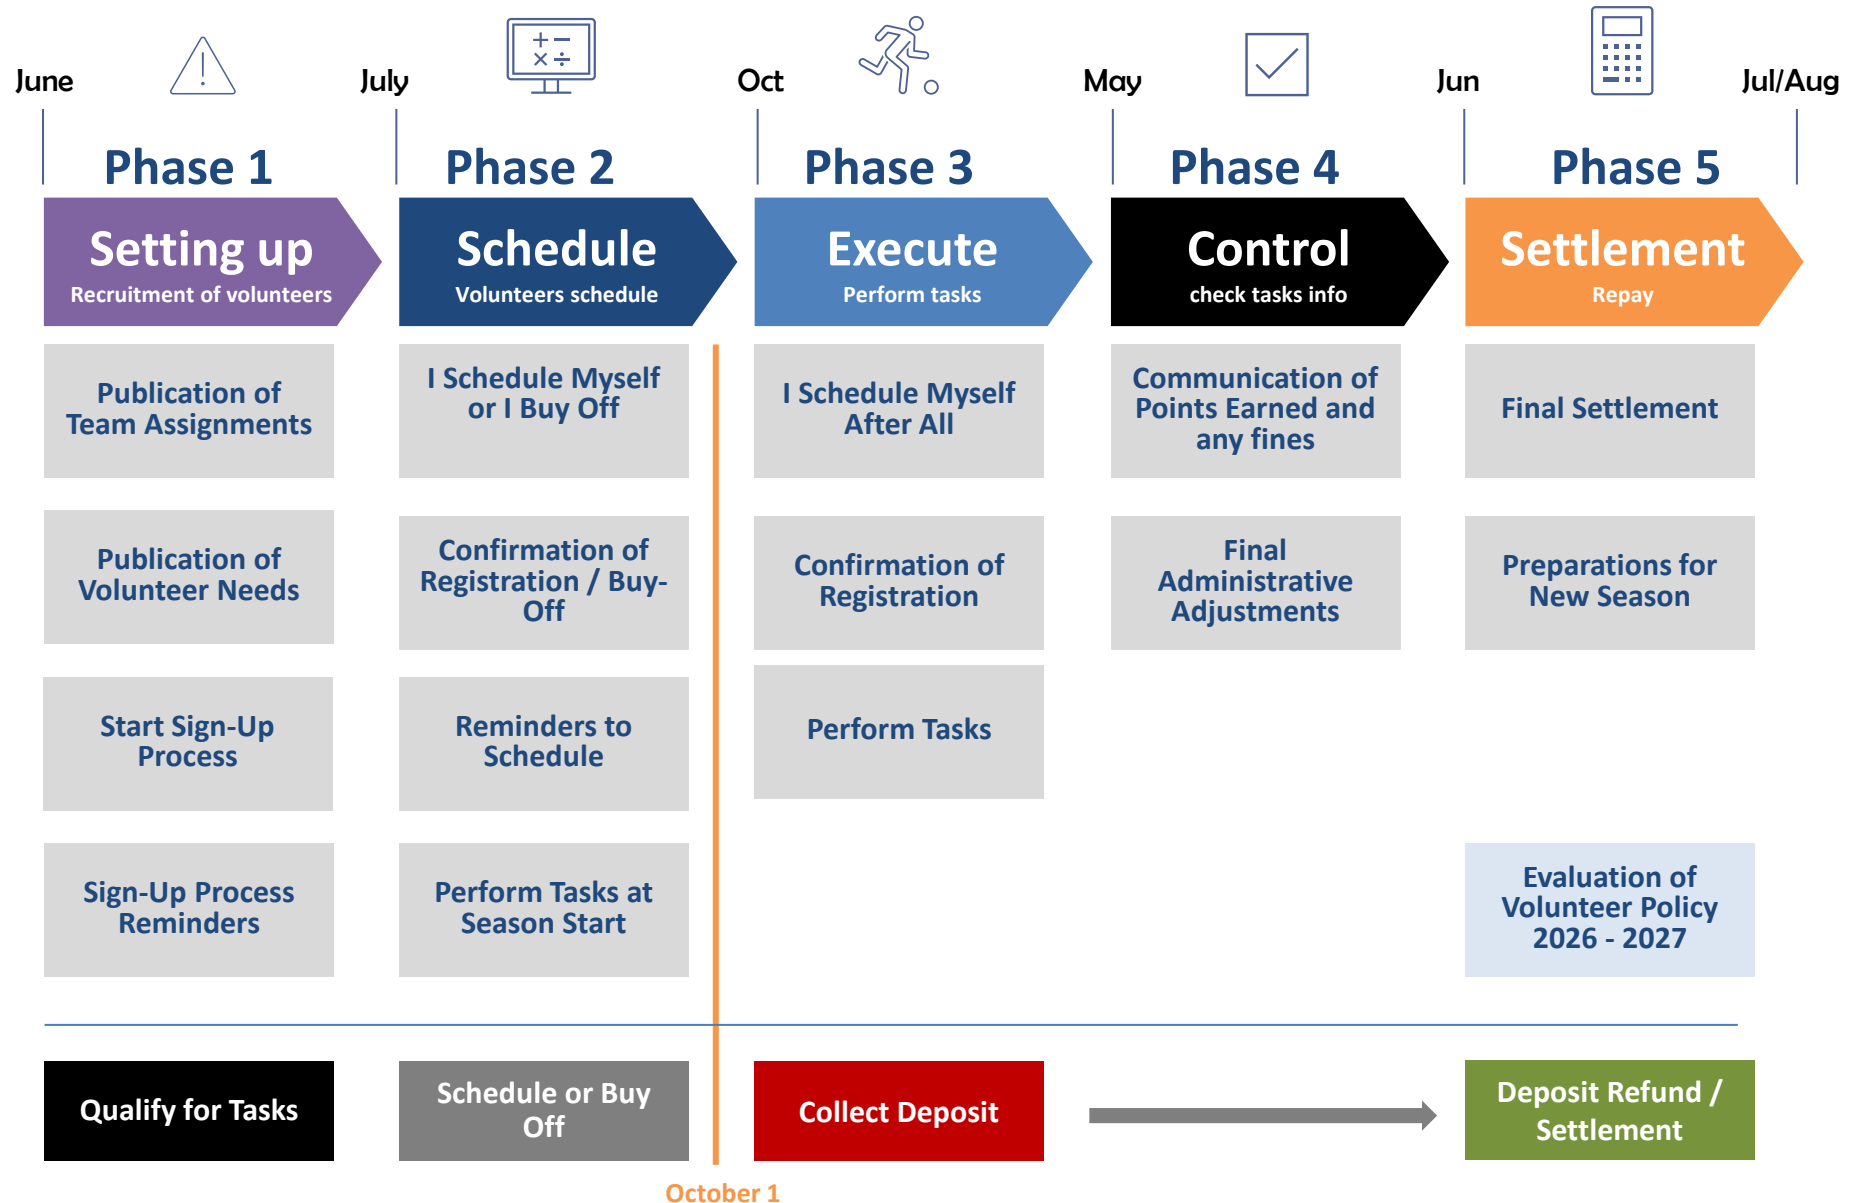 June
July
Oct
May
Jun
Jul/Aug
Phase 1
Phase 2
Phase 3
Phase 4
Phase 5
Setting up
Recruitment of volunteers
Schedule
Volunteers schedule
Execute
Perform tasks
Control
check tasks info
Settlement
Repay
Publication of
Team Assignments
I Schedule Myself
or I Buy Off
I Schedule Myself
After All
Communication of
Points Earned and
any fines
Final Settlement
Publication of
Volunteer Needs
Confirmation of
Registration / Buy-
Off
Confirmation of
Registration
Final
Administrative
Adjustments
Preparations for
New Season
Start Sign-Up
Process
Reminders to
Schedule
Perform Tasks
Sign-Up Process
Reminders
Perform Tasks at
Season Start
Evaluation of
Volunteer Policy
2026 - 2027
Qualify for Tasks
Schedule or Buy
Off
Collect Deposit
Deposit Refund /
Settlement
October 1